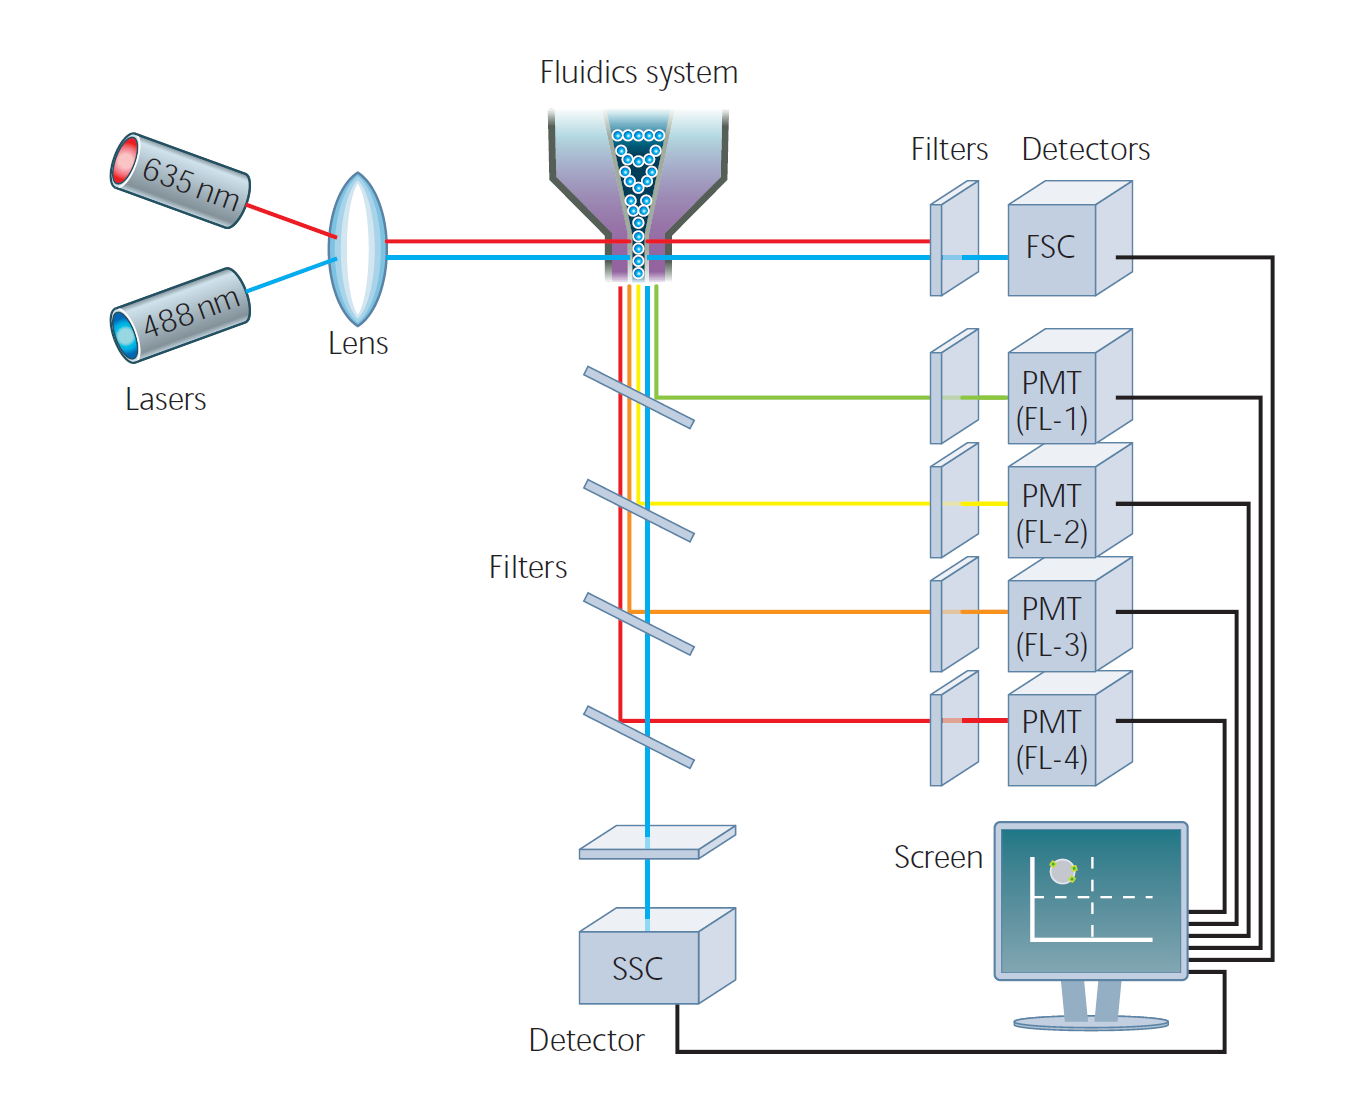 Fluidics system
Filters
Detectors
635 nm
488 nm
FSC
Lens
Lasers
PMT
(FL-1)
PMT
(FL-2)
Filters
PMT
(FL-3)
PMT
(FL-4)
Screen
SSC
Detector